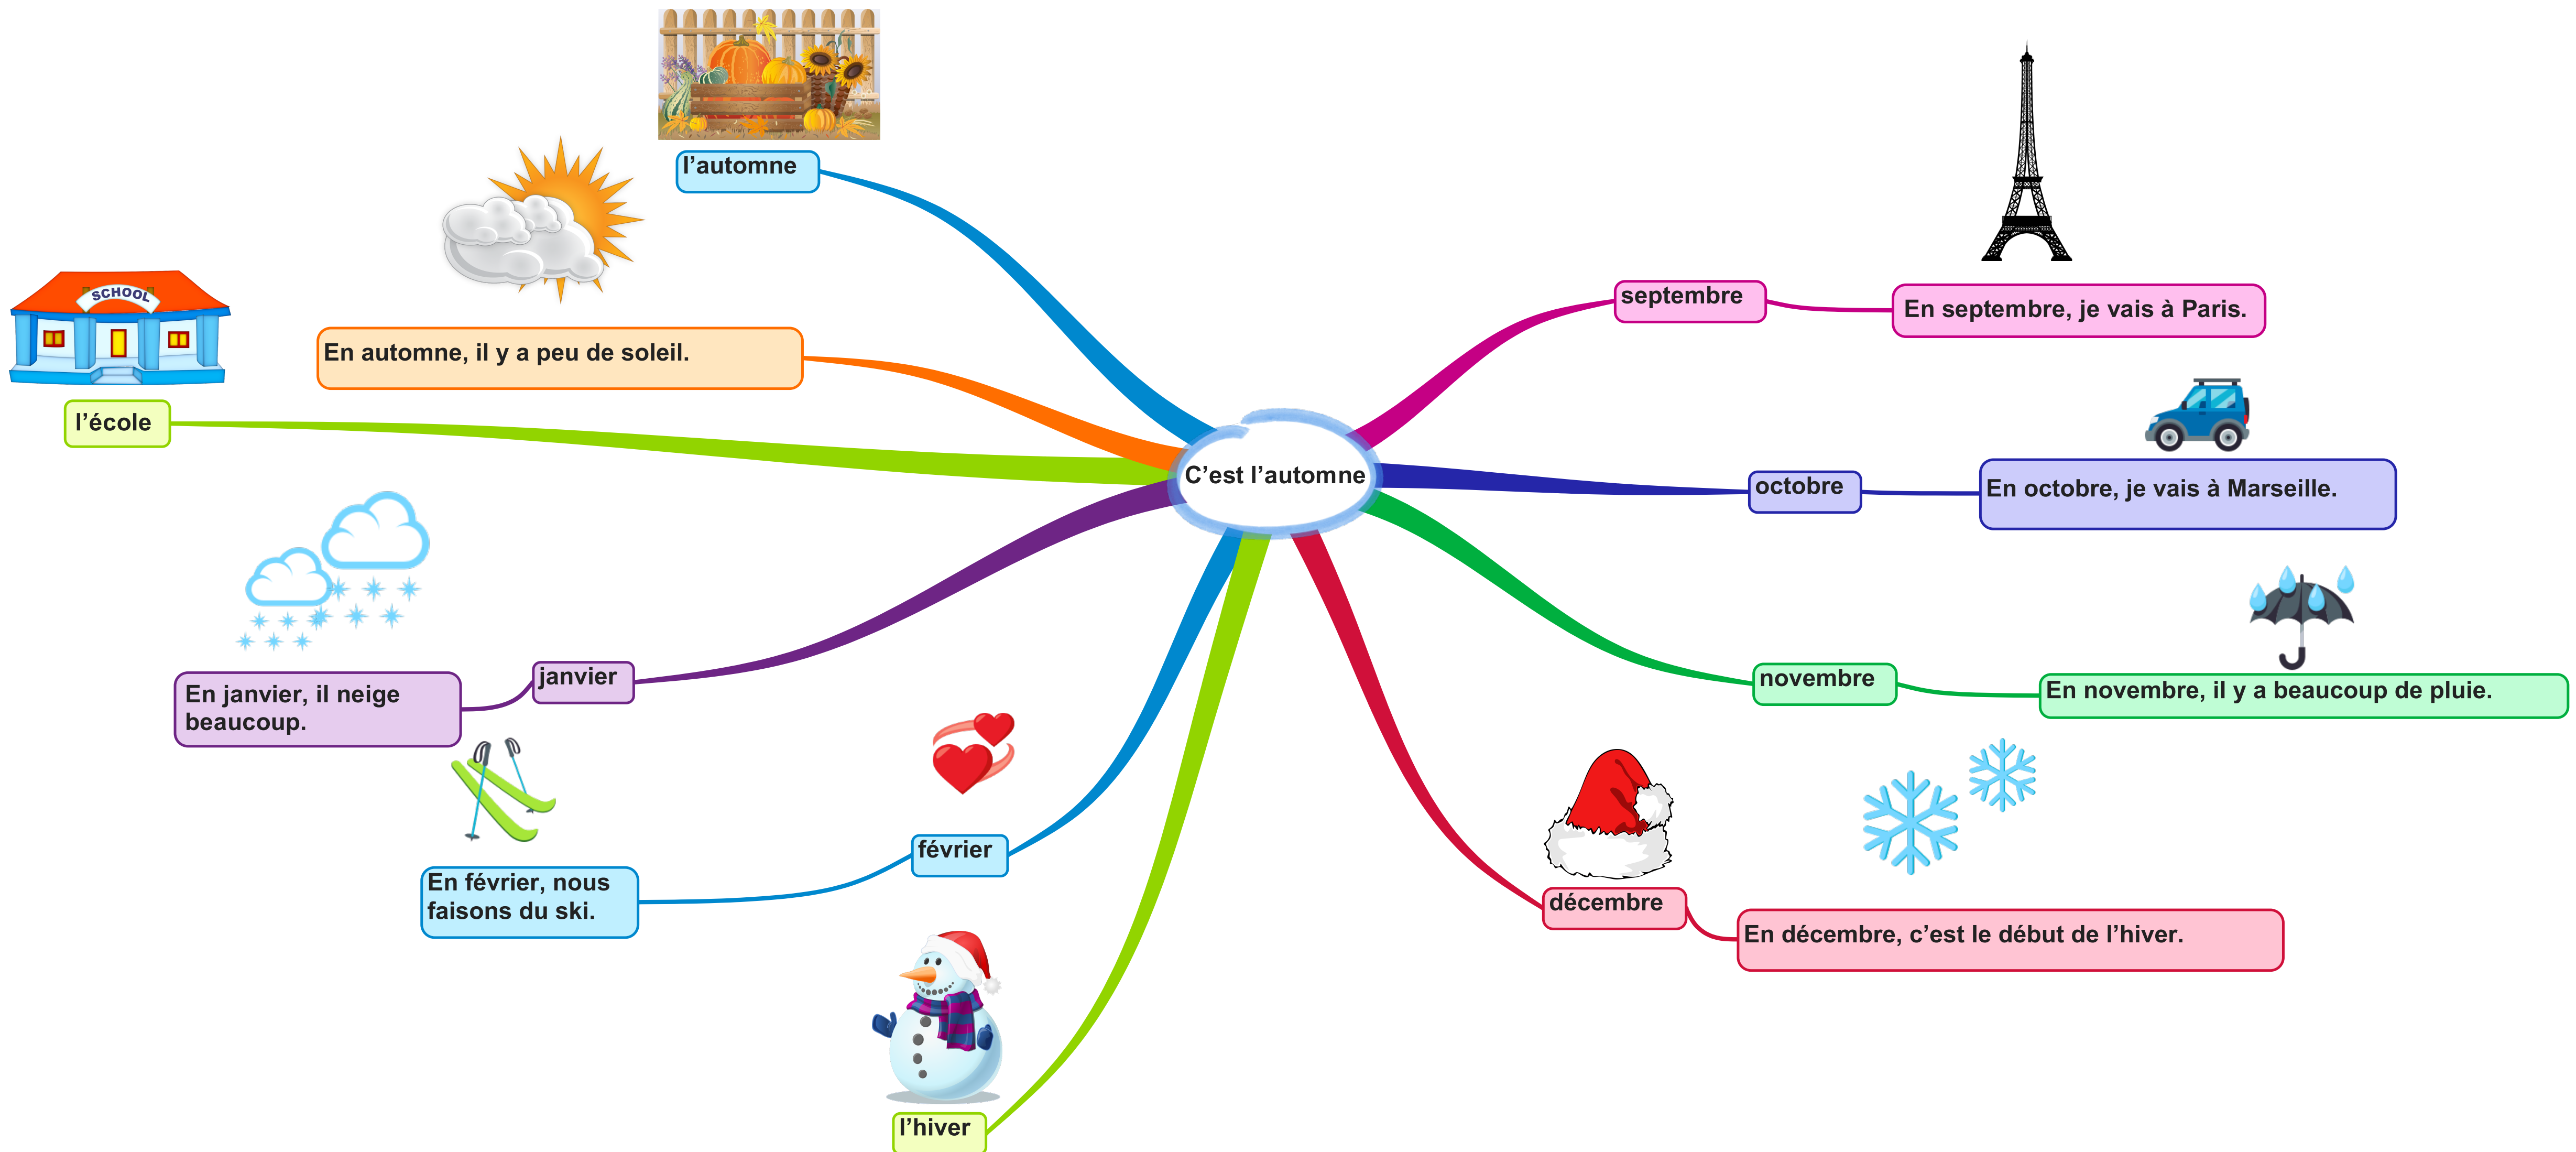 C’est l’automne
septembre
En septembre, je vais à Paris.
octobre
En octobre, je vais à Marseille.
novembre
En novembre, il y a beaucoup de pluie.
décembre
En décembre, c’est le début de l’hiver.
l’hiver
février
En février, nous
faisons du ski.
janvier
En janvier, il neige
beaucoup.
SCHOOL
l’école
En automne, il y a peu de soleil.
l’automne